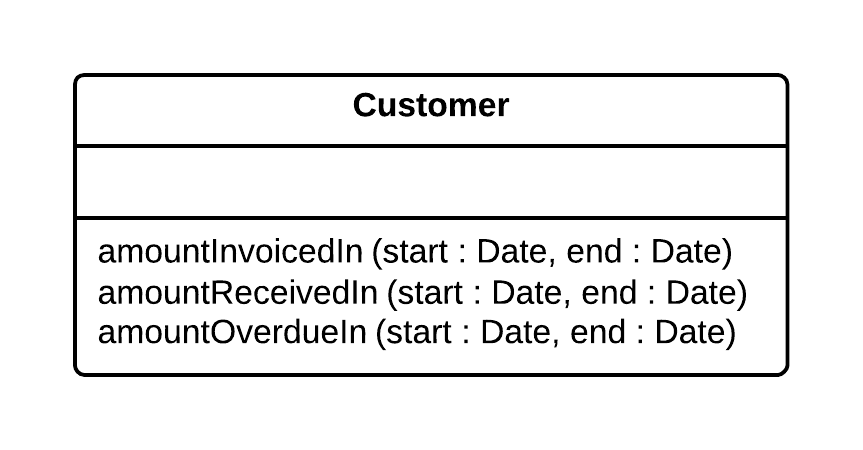 Customer
amountInvoicedIn (start : Date, end : Date)
amountReceivedIn (start : Date, end : Date)
amountOverdueIn (start : Date, end : Date)